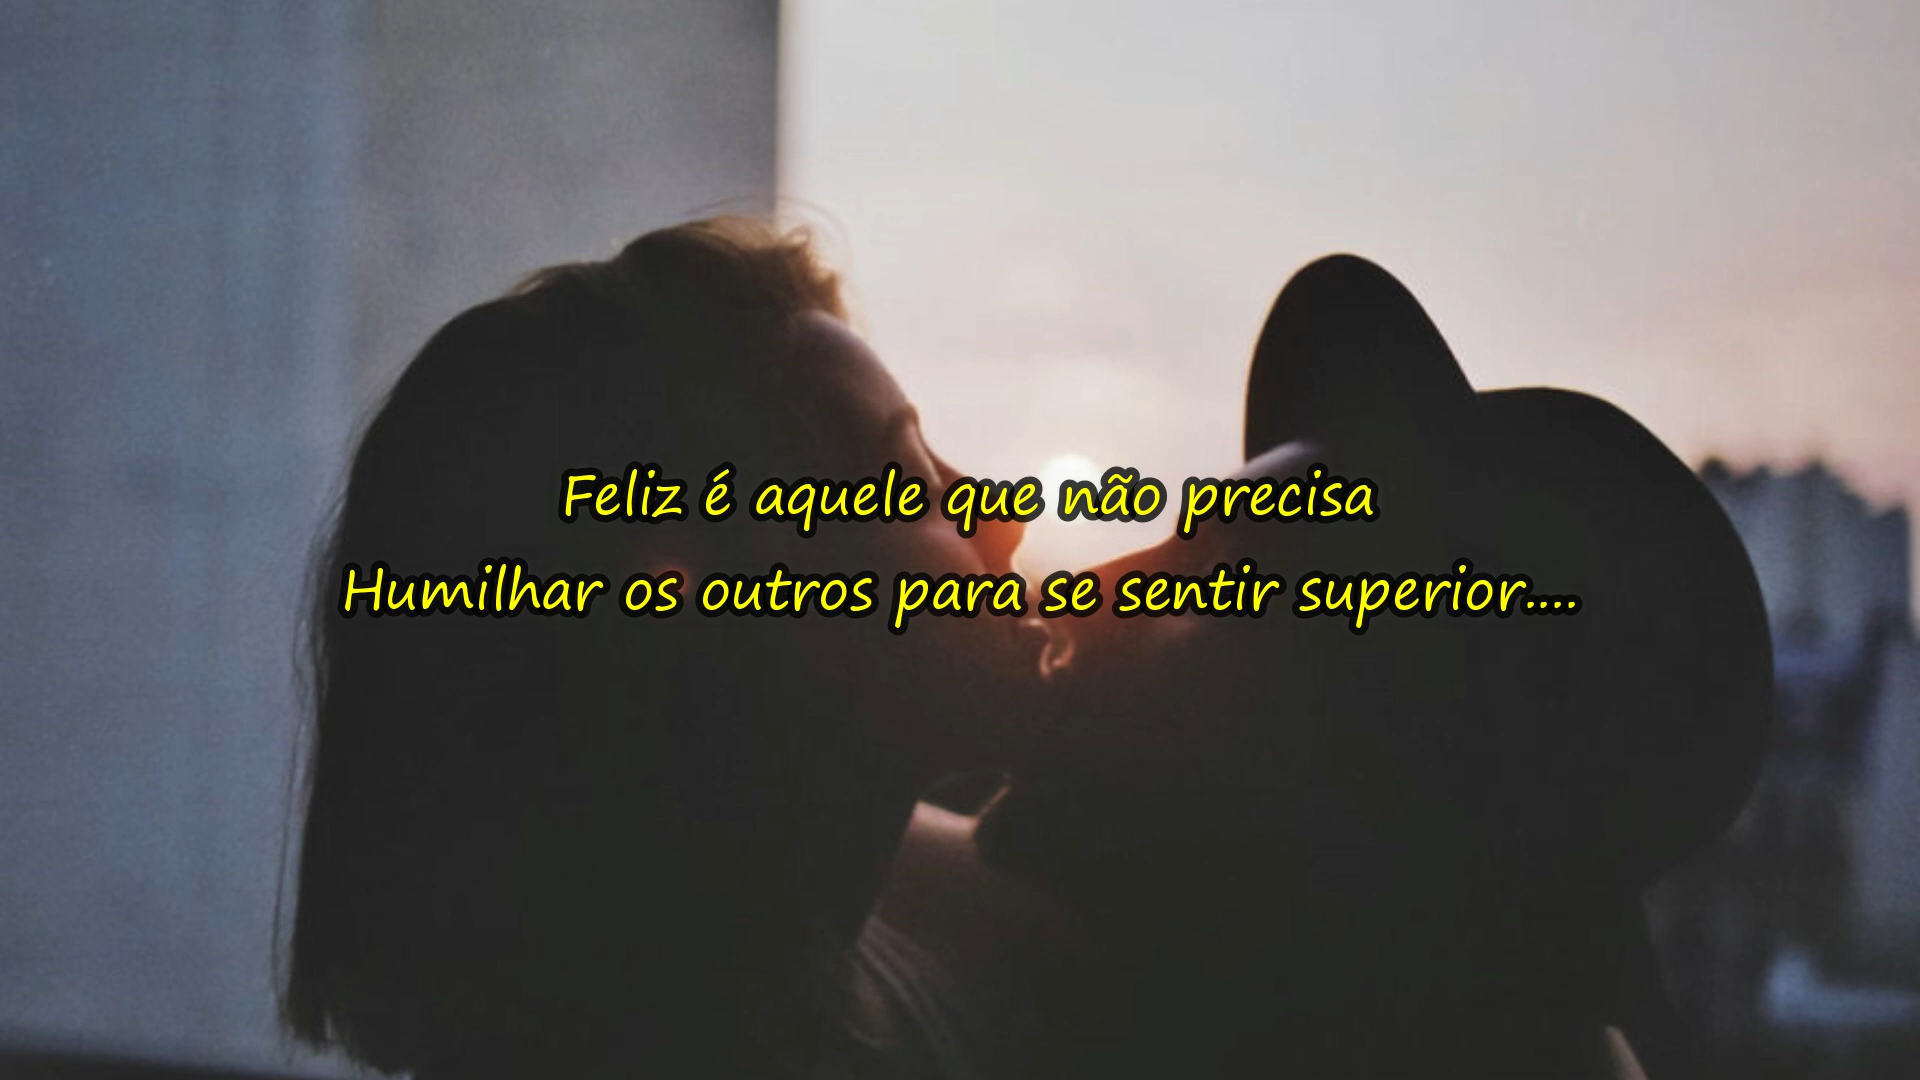 Feliz é aquele que não precisa
Humilhar os outros para se sentir superior....